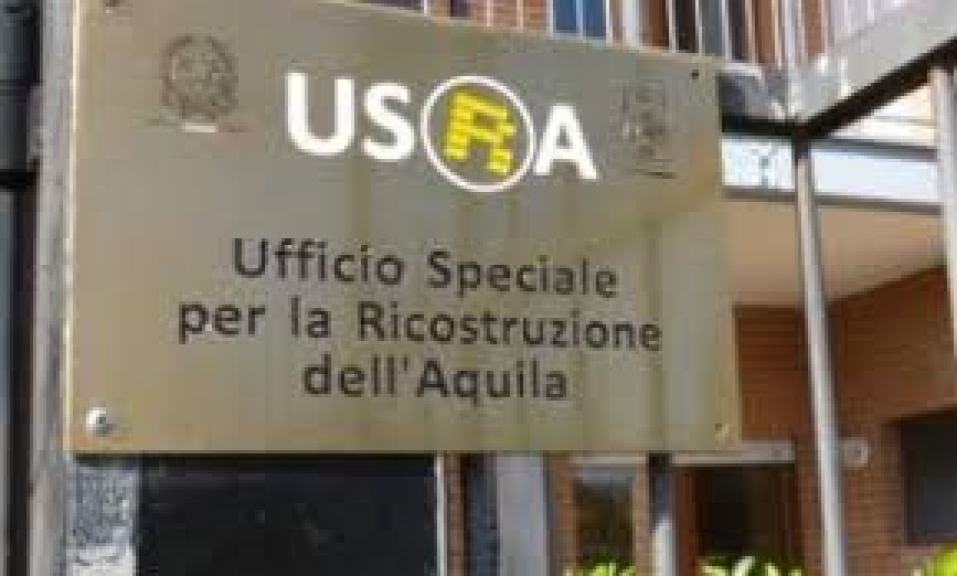 USRA
Ufficio Speciale
per la Ricostruzione
dell'Aquila